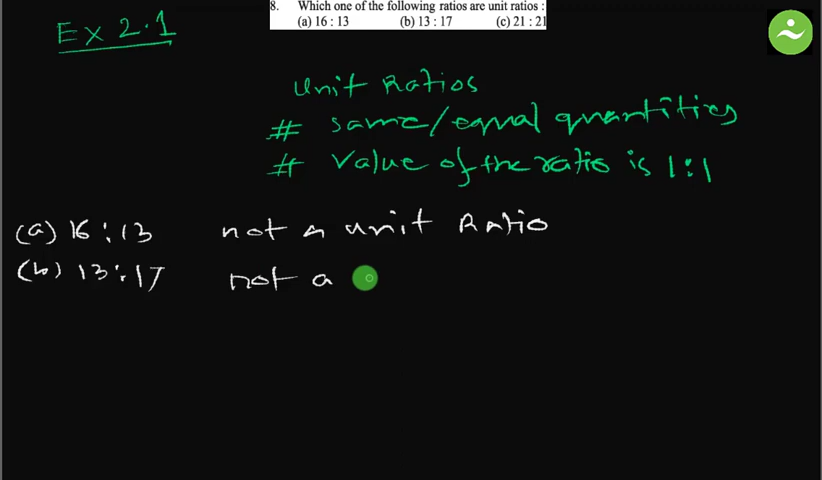 8. Which one of the following ratios are unit ratios :
(a) 16 : 13 (b) 13 : 17 (c) 21 : 21
Ex 2.1
Unit Ratios
# same/equal quantities
# Value of the ratio is 1:1
(a) 16 : 13 not a unit Ratio
(b) 13 : 17 not a